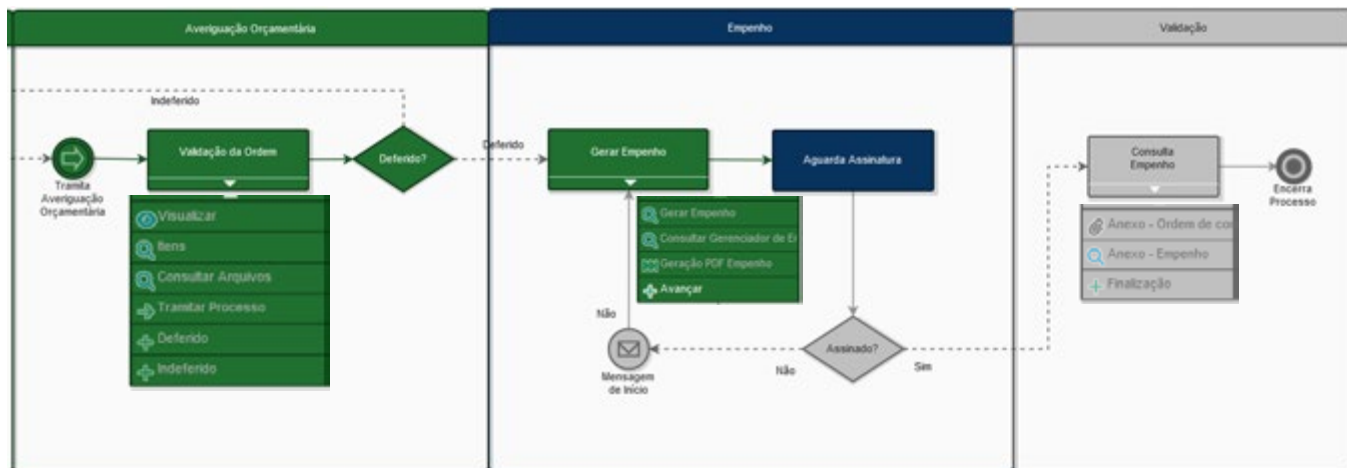 Averiguação Orçamentária
Empenho
Validação
Indeferido
Tramita
Averiguação
Orçamentária
Validação da Ordem
Deferido?
Deferido
Visualizar
Itens
Consultar Arquivos
Tramitar Processo
Deferido
Indeferido
Gerar Empenho
Aguarda Assinatura
Gerar Empenho
Consultar Gerenciador de E
Geração PDF Empenho
Avançar
Não
Mensagem
de Início
Não
Assinado?
Sim
Consulta
Empenho
Encerra
Processo
Anexo - Ordem de co
Anexo - Empenho
Finalização